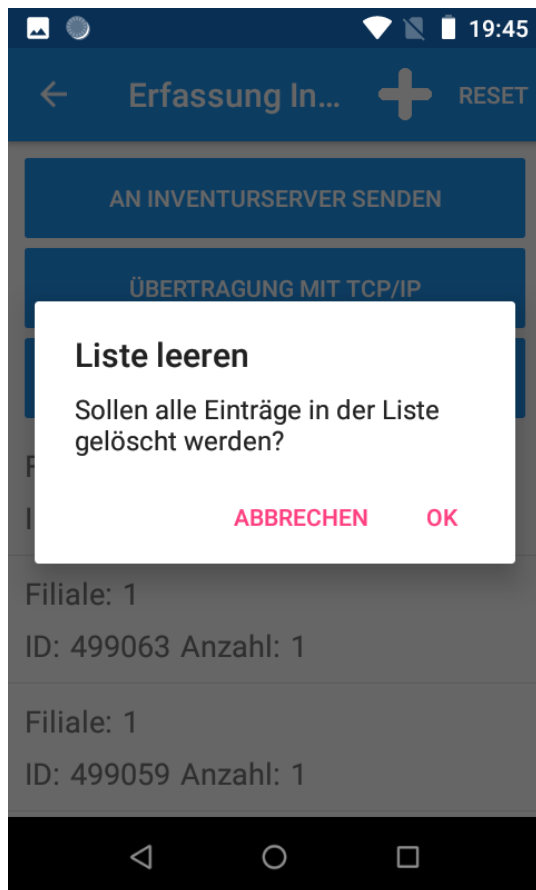 19:45
Erfassung In...
RESET
AN INVENTURSERVER SENDEN
ÜBERTRAGUNG MIT TCP/IP
Liste leeren
Sollen alle Einträge in der Liste
gelöscht werden?
ABBRECHEN OK
Filiale: 1
ID: 499063 Anzahl: 1
Filiale: 1
ID: 499059 Anzahl: 1